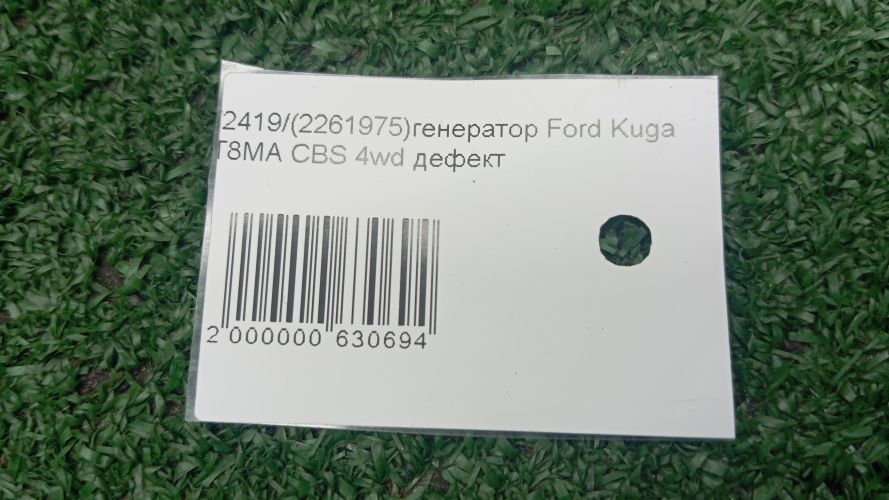 2419/(2261975)генератор Ford Kuga
T8MA CBS 4wd дефект
2 000000 630694